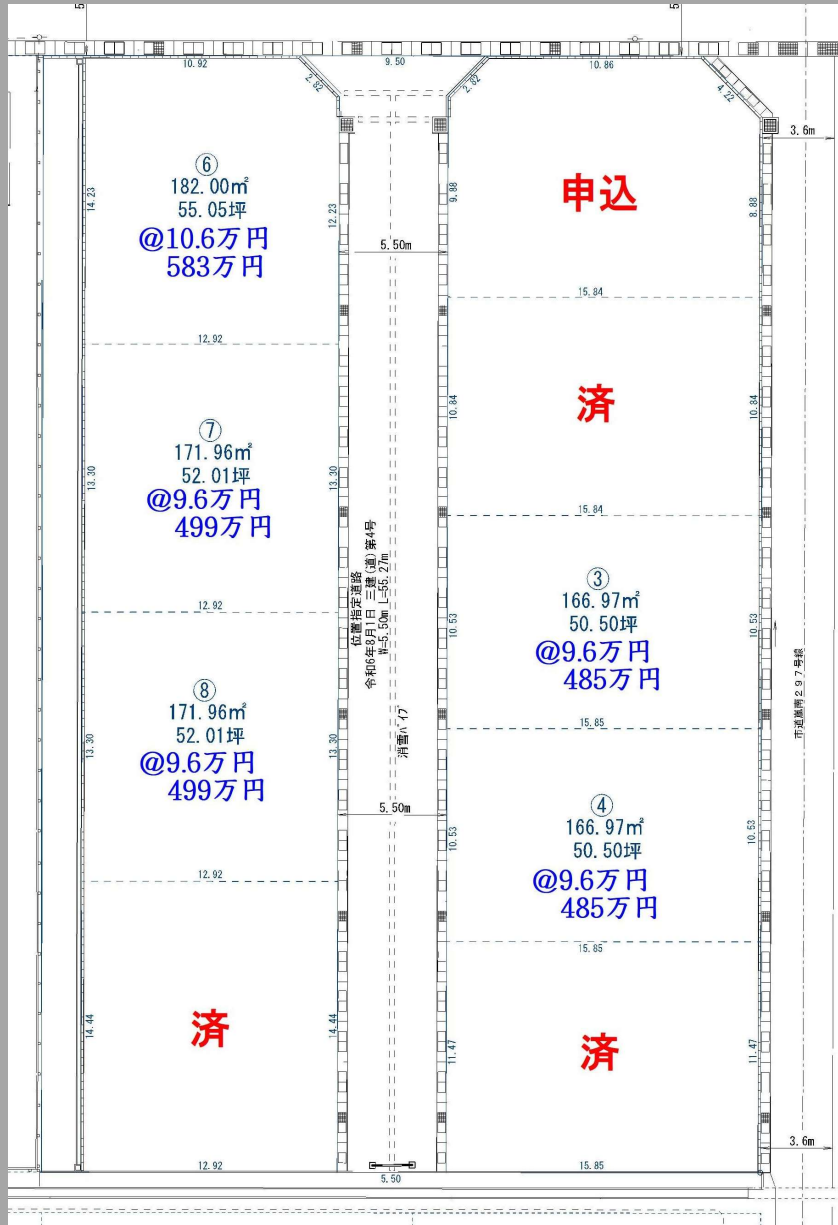 5
5
10.92
2.82
9.50
2.82
10.86
4.22
3.6m
⑥
182.00㎡
55.05坪
@10.6万円
583万円
14.23
12.23
5.50m
9.88
申込
8.88
12.92
15.84
⑦
171.96㎡
52.01坪
@9.6万円
499万円
13.30
13.30
10.84
済
10.84
15.84
12.92
位置指定道路
令和6年8月1日 三建(道)第4号
W=5.50m L=55.27m
消雪パイプ
③
166.97㎡
50.50坪
@9.6万円
485万円
10.53
10.53
15.85
市道嵐南297号線
⑧
171.96㎡
52.01坪
@9.6万円
499万円
13.30
13.30
5.50m
12.92
④
166.97㎡
50.50坪
@9.6万円
485万円
10.53
10.53
15.85
済
14.44
14.44
12.92
5.50
済
11.47
11.47
15.85
3.6m